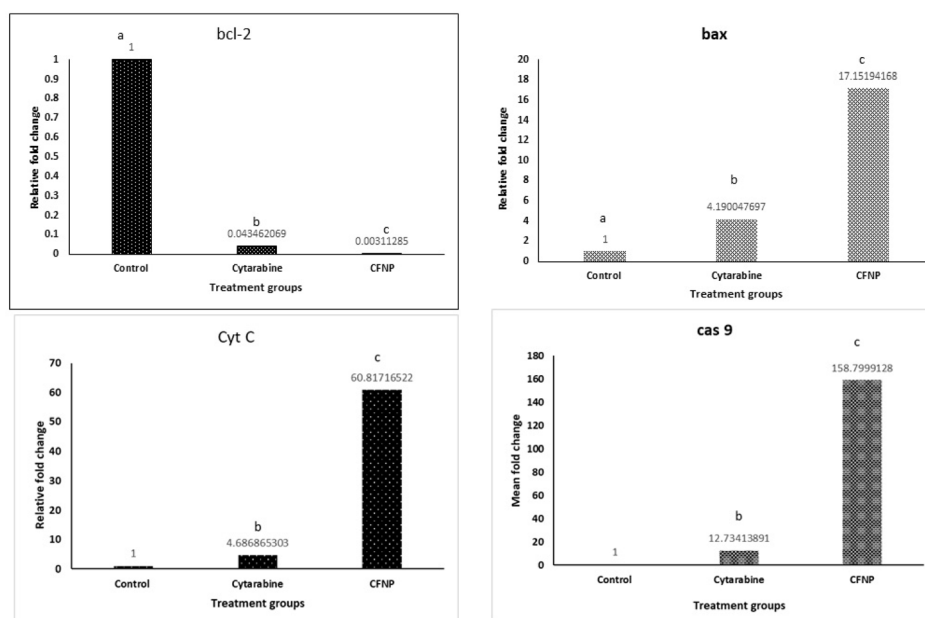 bcl-2
a
1
1
0.9
0.8
0.7
0.6
0.5
0.4
0.3
0.2
0.1
0
Relative fold change
b
0.043462069
c
0.00311285
Control Cytarabine CFNP
Treatment groups
bax
20
18
16
14
12
10
8
6
4
2
0
Relative fold change
a
1
b
4.190047697
c
17.15194168
Control Cytarabine CFNP
Treatment groups
Cyt C
70
60
50
40
30
20
10
0
Relative fold change
1
b
4.686865303
c
60.81716522
Control Cytarabine CFNP
Treatment groups
cas 9
180
160
140
120
100
80
60
40
20
0
Mean fold change
1
b
12.73413891
c
158.7999128
Control Cytarabine CFNP
Treatment groups